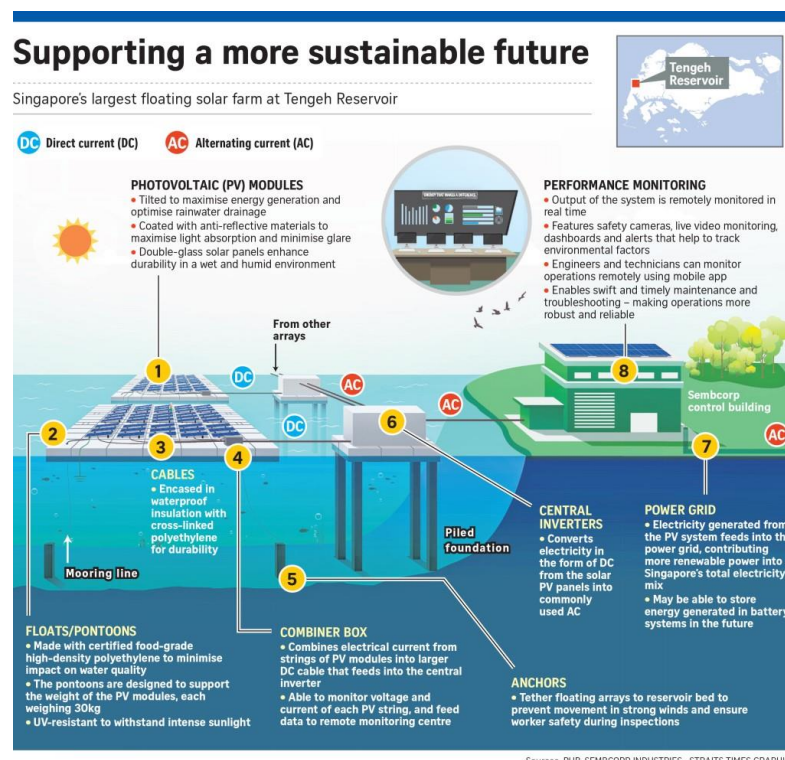 Supporting a more sustainable future
Singapore's largest floating solar farm at Tengeh Reservoir
Tengeh
Reservoir
DC Direct current (DC)
AC Alternating current (AC)
PHOTOVOLTAIC (PV) MODULES
• Tilted to maximise energy generation and
optimise rainwater drainage
• Coated with anti-reflective materials to
maximise light absorption and minimise glare
• Double-glass solar panels enhance
durability in a wet and humid environment
PERFORMANCE MONITORING
• Output of the system is remotely monitored in
real time
• Features safety cameras, live video monitoring,
dashboards and alerts that help to track
environmental factors
• Engineers and technicians can monitor
operations remotely using mobile app
• Enables swift and timely maintenance and
troubleshooting – making operations more
robust and reliable
From other
arrays
1
DC
AC
8
AC
Sembcorp
control building
2
DC
6
AC
3
4
7
CABLES
• Encased in
waterproof
insulation with
cross-linked
polyethylene
for durability
Mooring line
5
Piled
foundation
CENTRAL
INVERTERS
• Converts
electricity in
the form of DC
from the solar
PV panels into
commonly
used AC
POWER GRID
• Electricity generated from
the PV system feeds into th
power grid, contributing
more renewable power into
Singapore's total electricity
mix
• May be able to store
energy generated in battery
systems in the future
FLOATS/PONTOONS
• Made with certified food-grade
high-density polyethylene to minimise
impact on water quality
• The pontoons are designed to support
the weight of the PV modules, each
weighing 30kg
• UV-resistant to withstand intense sunlight
COMBINER BOX
• Combines electrical current from
strings of PV modules into larger
DC cable that feeds into the central
inverter
• Able to monitor voltage and
current of each PV string, and feed
data to remote monitoring centre
ANCHORS
• Tether floating arrays to reservoir bed to
prevent movement in strong winds and ensure
worker safety during inspections